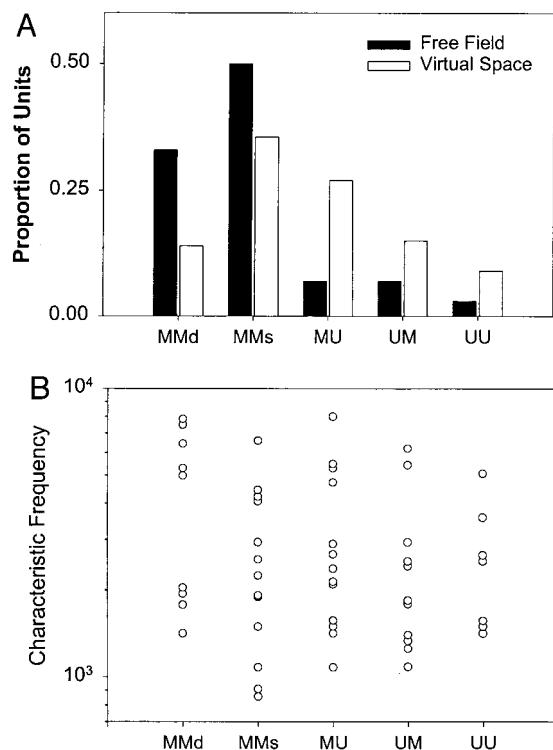 A
Proportion of Units
0.50
0.25
0.00
Free Field
Virtual Space
MMd MMs MU UM UU
B
Characteristic Frequency
10⁴
10³
MMd MMs MU UM UU